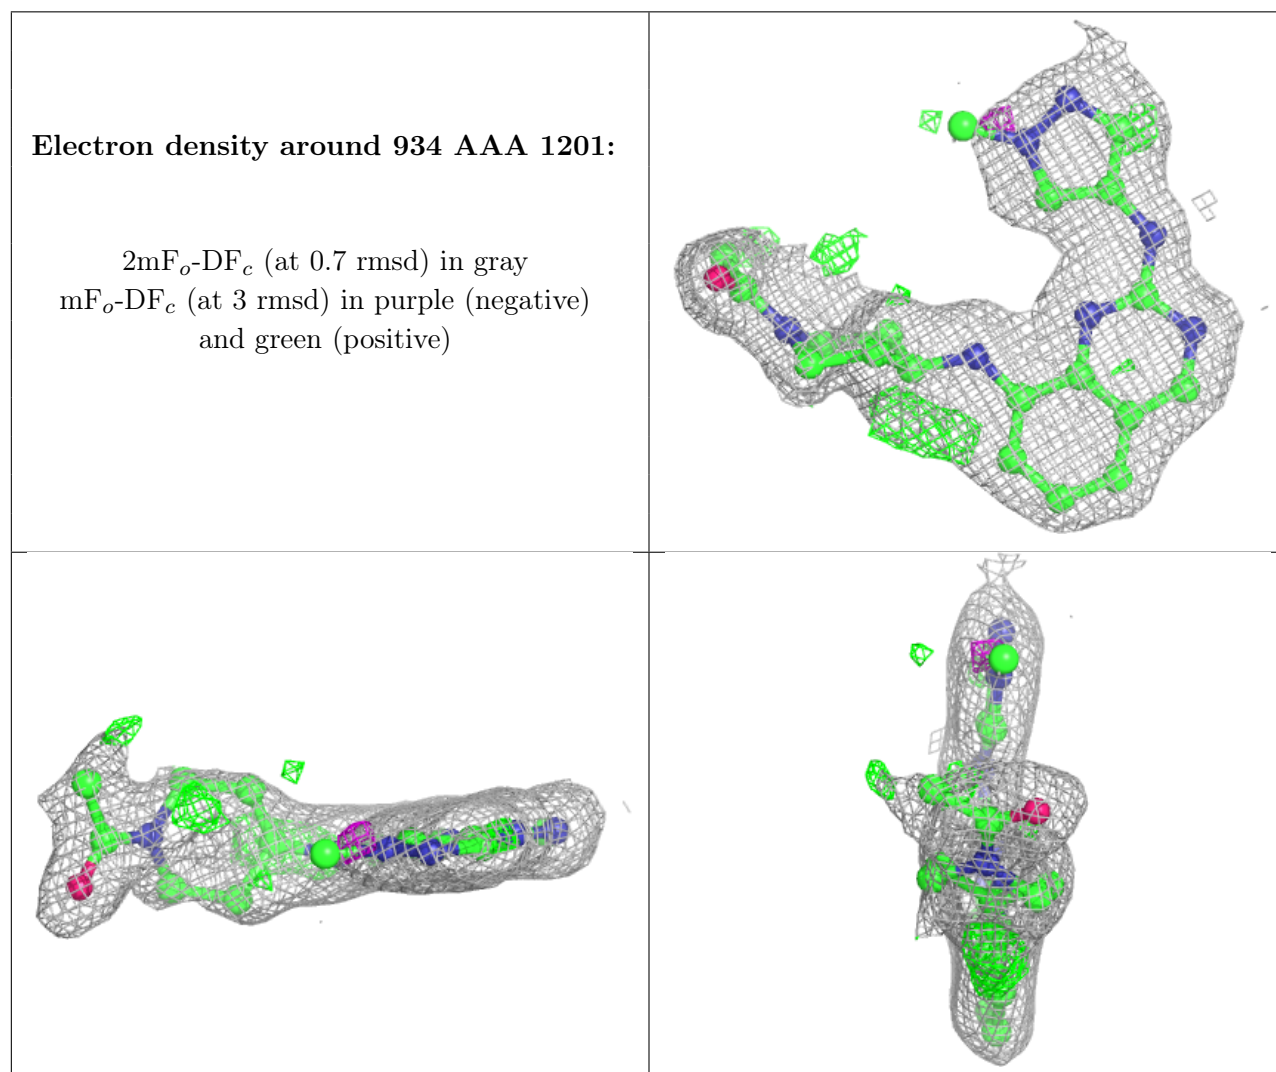 Electron density around 934 AAA 1201:
2mFₒ-DF𝒸 (at 0.7 rmsd) in gray
mFₒ-DF𝒸 (at 3 rmsd) in purple (negative)
and green (positive)